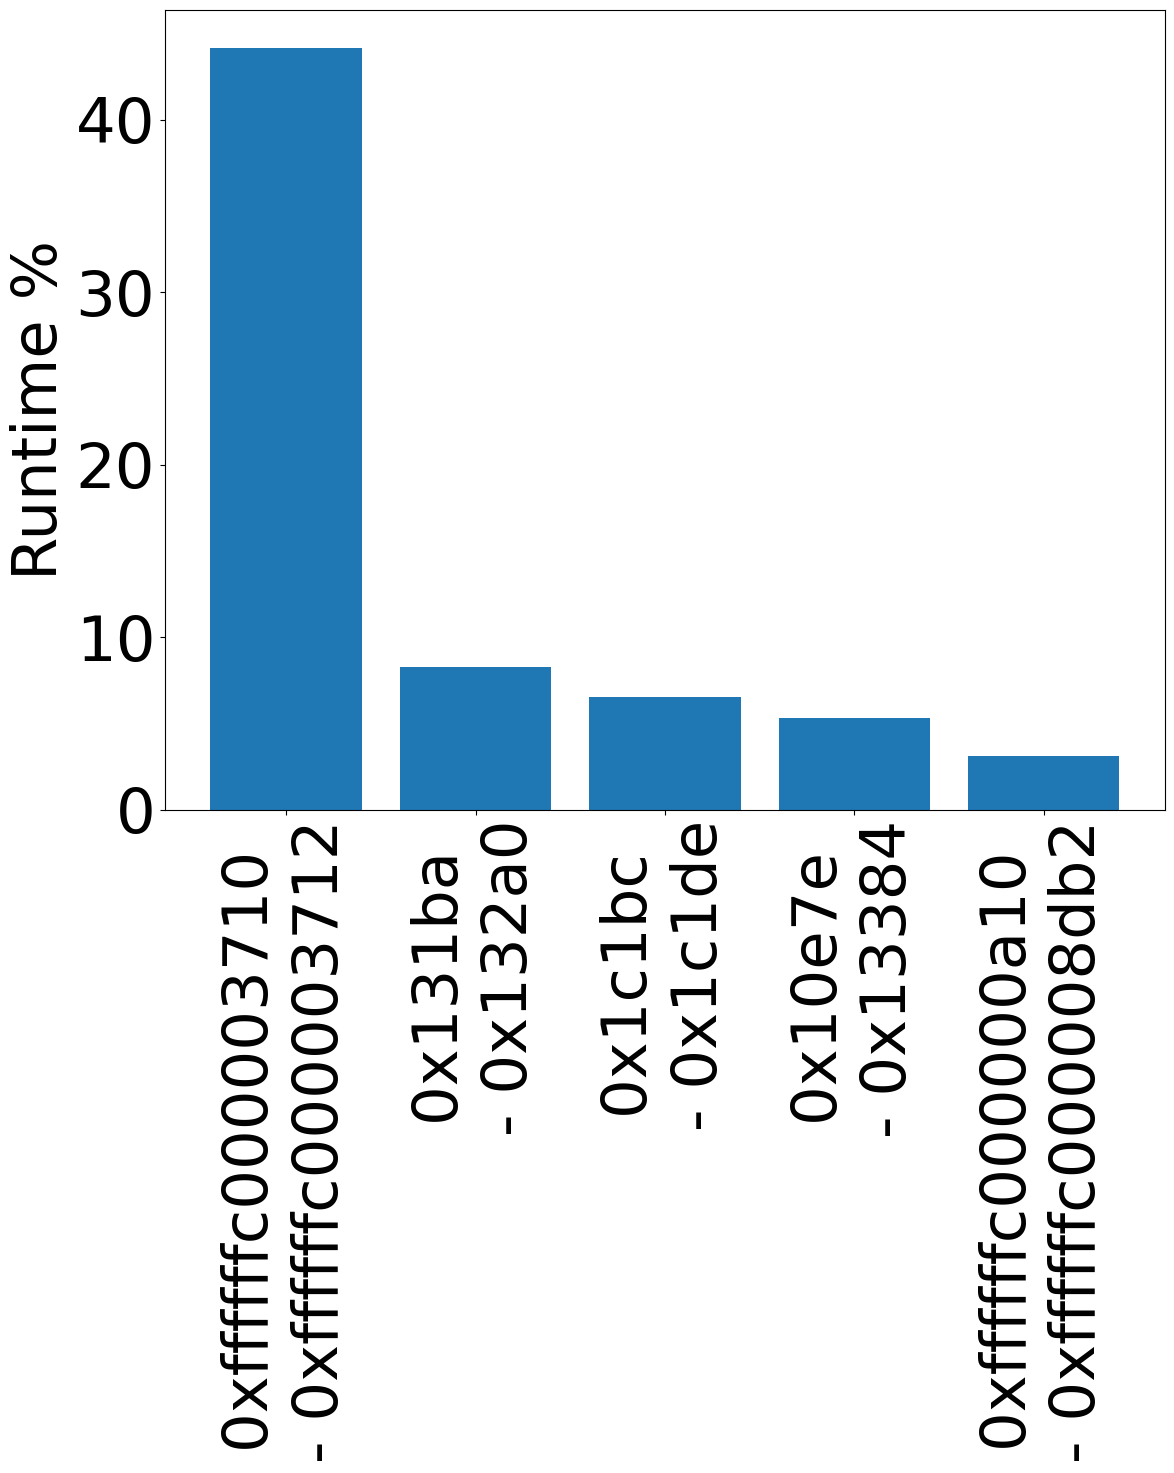 Runtime %
40
30
20
10
0
0xffffffc000003710
- 0xffffffc000003712
0x131ba
- 0x132a0
0x1c1bc
- 0x1c1de
0x10e7e
- 0x13384
0xffffffc000000a10
- 0xffffffc000008db2